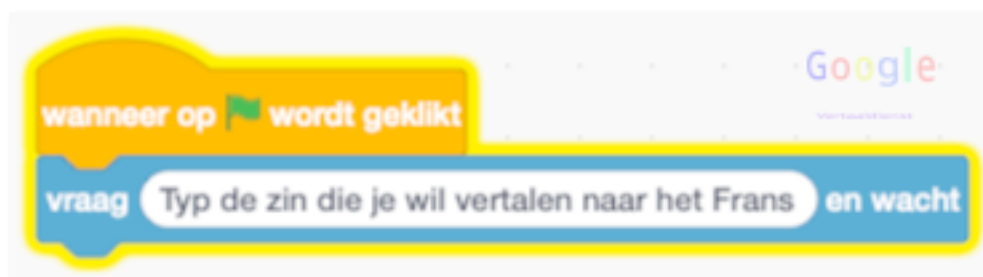 Google
wanneer op wordt geklikt
vraag Typ de zin die je wil vertalen naar het Frans en wacht